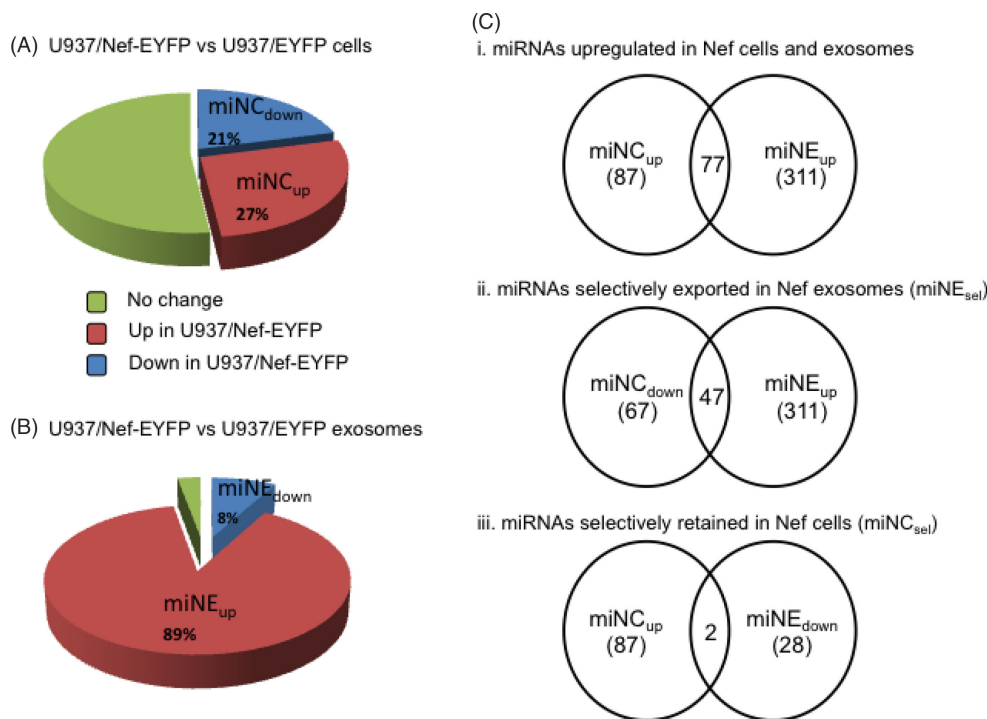 (A) U937/Nef-EYFP vs U937/EYFP cells
miNCdown
21%
miNCup
27%
No change
Up in U937/Nef-EYFP
Down in U937/Nef-EYFP
(B) U937/Nef-EYFP vs U937/EYFP exosomes
miNEdown
8%
miNEup
89%
(C)
i. miRNAs upregulated in Nef cells and exosomes
miNCup
(87)
77
miNEup
(311)
ii. miRNAs selectively exported in Nef exosomes (miNEsel)
miNCdown
(67)
47
miNEup
(311)
iii. miRNAs selectively retained in Nef cells (miNCsel)
miNCup
(87)
2
miNEdown
(28)